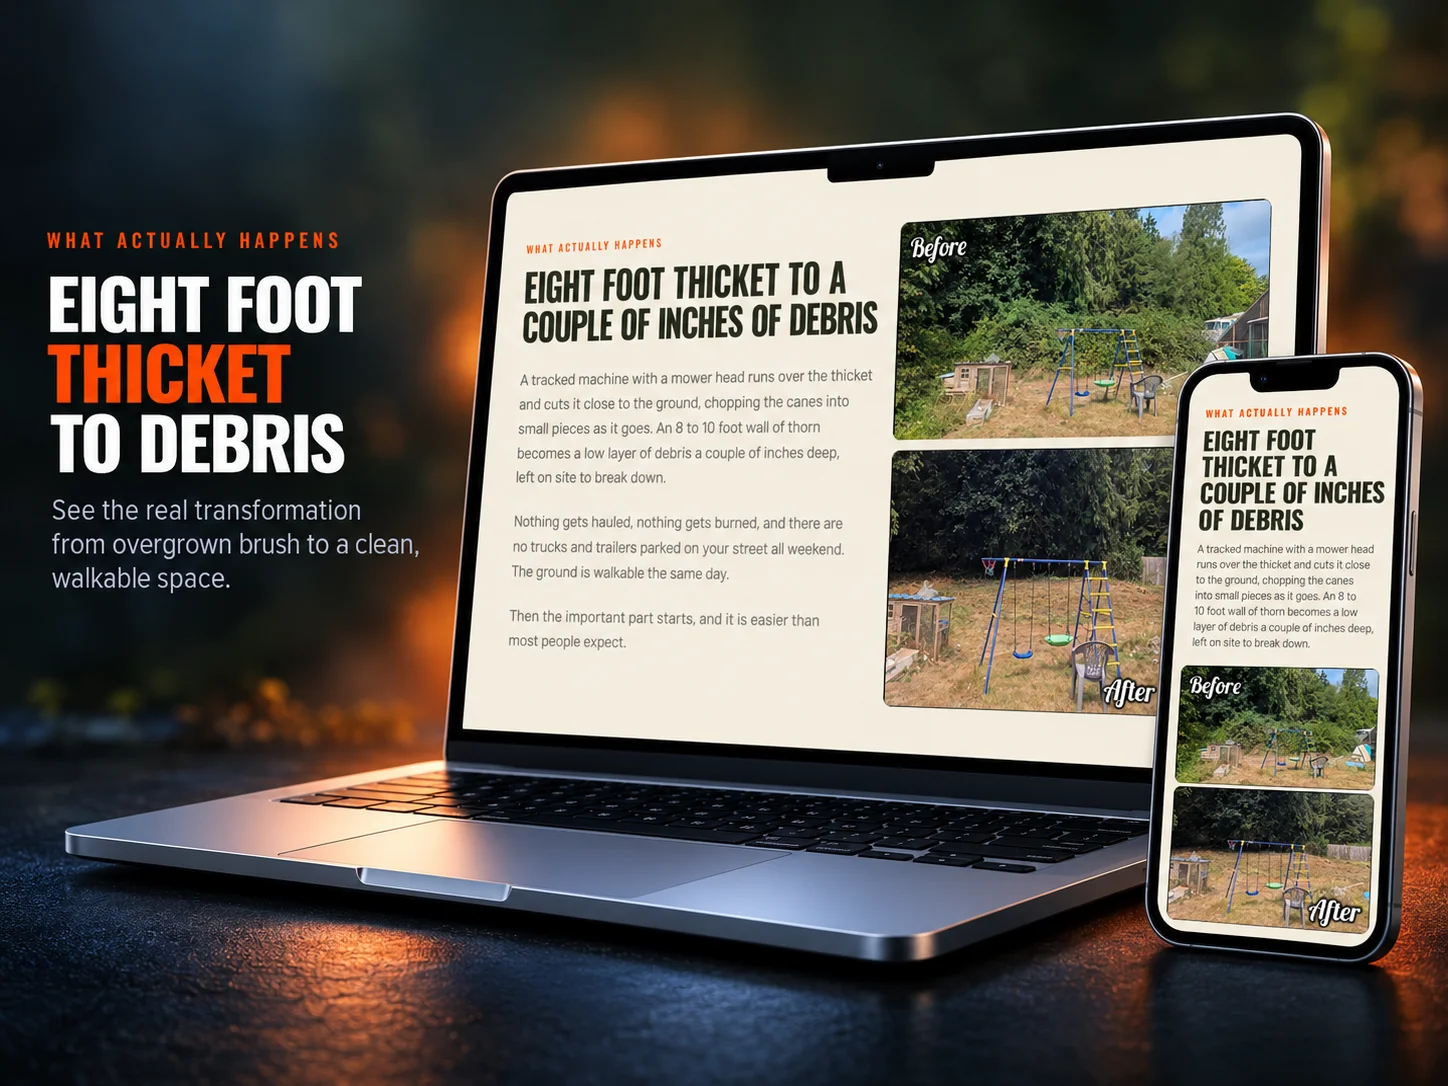 WHAT ACTUALLY HAPPENS
EIGHT FOOT
THICKET
TO DEBRIS
See the real transformation
from overgrown brush to a clean,
walkable space.
WHAT ACTUALLY HAPPENS
EIGHT FOOT THICKET TO A
COUPLE OF INCHES OF DEBRIS
A tracked machine with a mower head runs over the thicket
and cuts it close to the ground, chopping the canes into
small pieces as it goes. An 8 to 10 foot wall of thorn
becomes a low layer of debris a couple of inches deep,
left on site to break down.
Nothing gets hauled, nothing gets burned, and there are
no trucks and trailers parked on your street all weekend.
The ground is walkable the same day.
Then the important part starts, and it is easier than
most people expect.
Before
After
WHAT ACTUALLY HAPPENS
EIGHT FOOT
THICKET TO A
COUPLE OF INCHES
OF DEBRIS
A tracked machine with a mower head
runs over the thicket and cuts it close
to the ground, chopping the canes
into small pieces as it goes. An 8 to
10 foot wall of thorn becomes a low
layer of debris a couple of inches deep,
left on site to break down.
Before
After